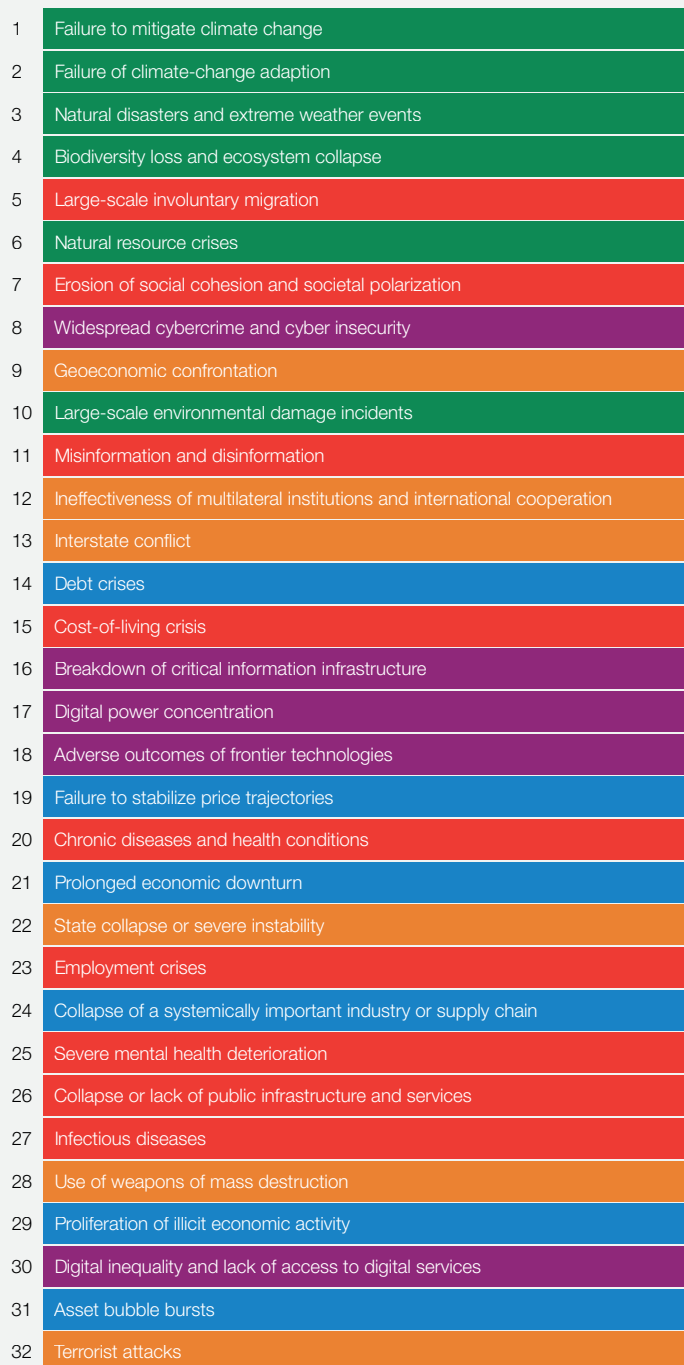 1 Failure to mitigate climate change
2 Failure of climate-change adaption
3 Natural disasters and extreme weather events
4 Biodiversity loss and ecosystem collapse
5 Large-scale involuntary migration
6 Natural resource crises
7 Erosion of social cohesion and societal polarization
8 Widespread cybercrime and cyber insecurity
9 Geoeconomic confrontation
10 Large-scale environmental damage incidents
11 Misinformation and disinformation
12 Ineffectiveness of multilateral institutions and international cooperation
13 Interstate conflict
14 Debt crises
15 Cost-of-living crisis
16 Breakdown of critical information infrastructure
17 Digital power concentration
18 Adverse outcomes of frontier technologies
19 Failure to stabilize price trajectories
20 Chronic diseases and health conditions
21 Prolonged economic downturn
22 State collapse or severe instability
23 Employment crises
24 Collapse of a systemically important industry or supply chain
25 Severe mental health deterioration
26 Collapse or lack of public infrastructure and services
27 Infectious diseases
28 Use of weapons of mass destruction
29 Proliferation of illicit economic activity
30 Digital inequality and lack of access to digital services
31 Asset bubble bursts
32 Terrorist attacks